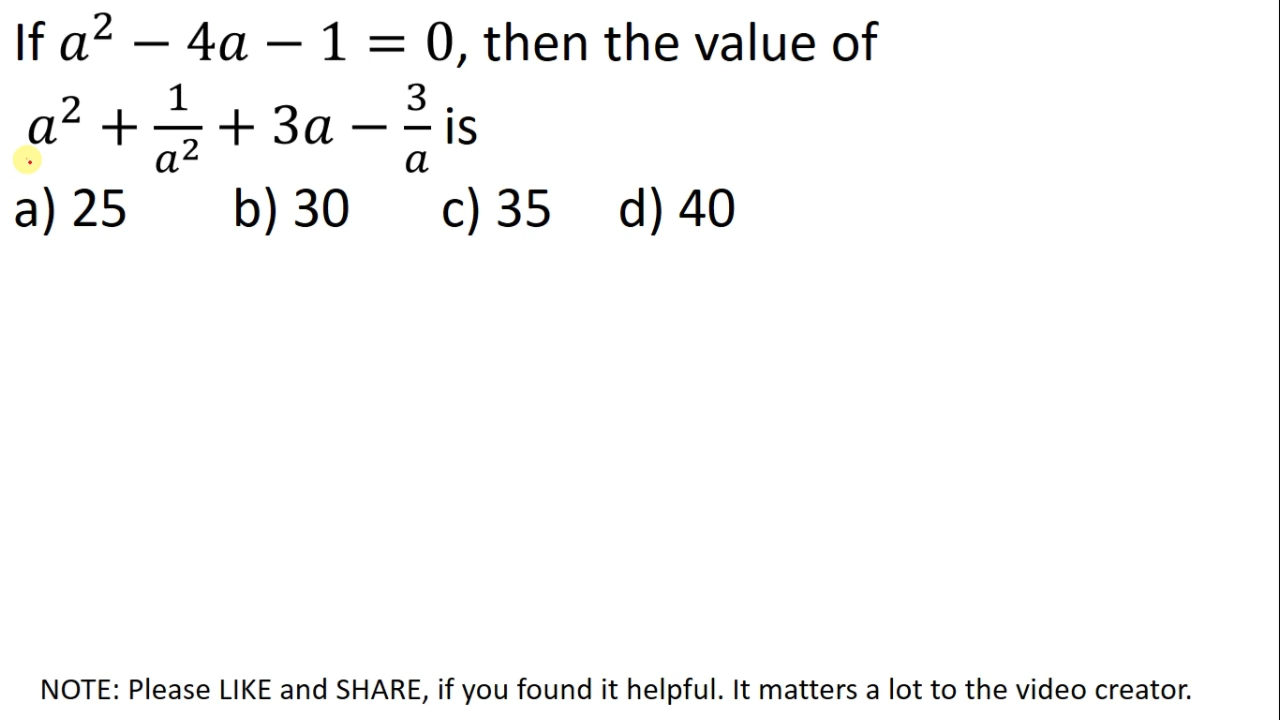 If a² − 4a − 1 = 0, then the value of
a² + 1/a² + 3a − 3/a is
a) 25 b) 30 c) 35 d) 40
NOTE: Please LIKE and SHARE, if you found it helpful. It matters a lot to the video creator.